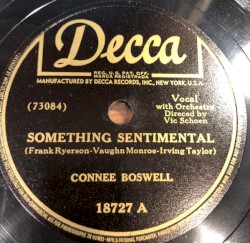 Decca
REG. U.S. PAT. OFF.
MARCA REGISTRADA
MANUFACTURED BY DECCA RECORDS, INC., NEW YORK, U.S.A.
(73084)
Vocal
with Orchestra
Directed by
Vic Schoen
SOMETHING SENTIMENTAL
(Frank Ryerson-Vaughn Monroe-Irving Taylor)
CONNEE BOSWELL
18727 A